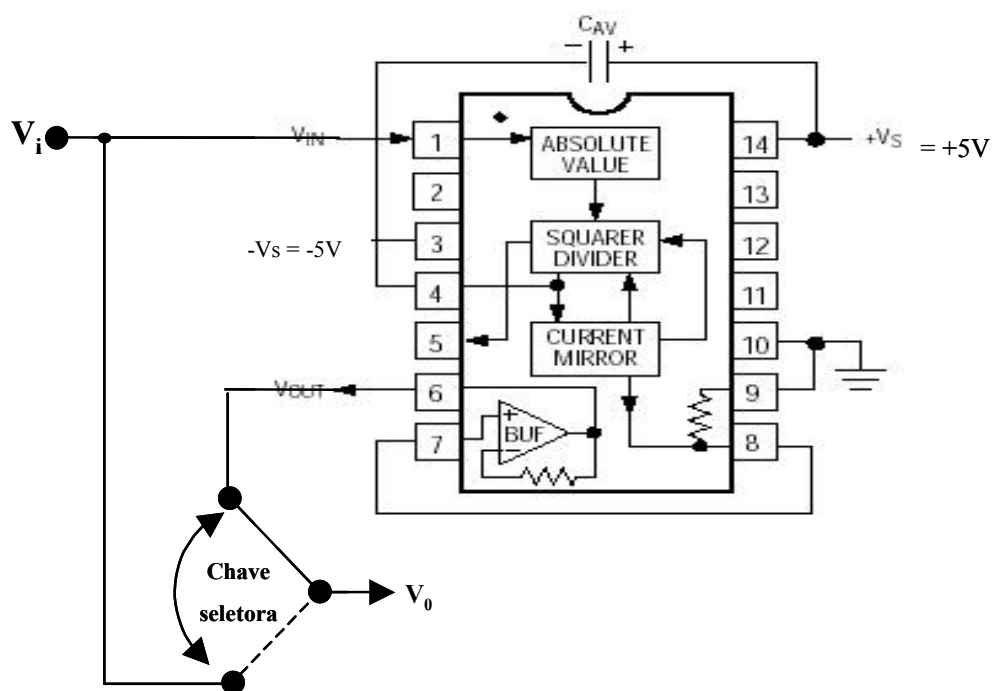 CAV
− +
Vi
VIN
1
ABSOLUTE
VALUE
14
+VS
= +5V
2
13
-Vs = -5V
3
SQUARER
DIVIDER
12
4
11
5
CURRENT
MIRROR
10
VOUT
6
9
7
+
BUF
−
8
Chave
seletora
V0